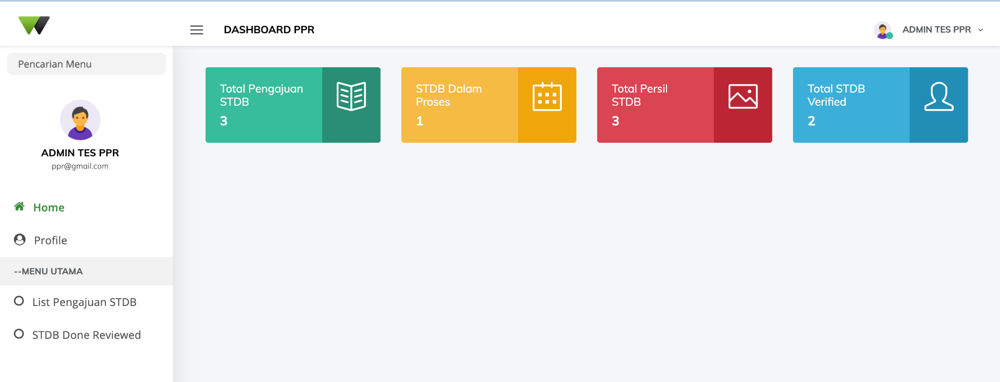 DASHBOARD PPR
ADMIN TES PPR
Pencarian Menu
ADMIN TES PPR
ppr@gmail.com
Home
Profile
--MENU UTAMA
List Pengajuan STDB
STDB Done Reviewed
Total Pengajuan
STDB
3
STDB Dalam
Proses
1
Total Persil
STDB
3
Total STDB
Verified
2